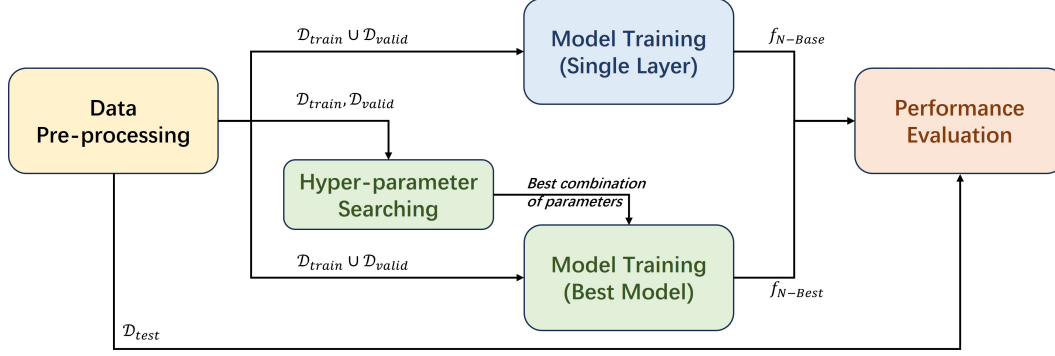 𝒟train ∪ 𝒟valid
Model Training
(Single Layer)
fN−Base
Data
Pre-processing
𝒟train, 𝒟valid
Performance
Evaluation
Hyper-parameter
Searching
Best combination
of parameters
𝒟train ∪ 𝒟valid
Model Training
(Best Model)
fN−Best
𝒟test